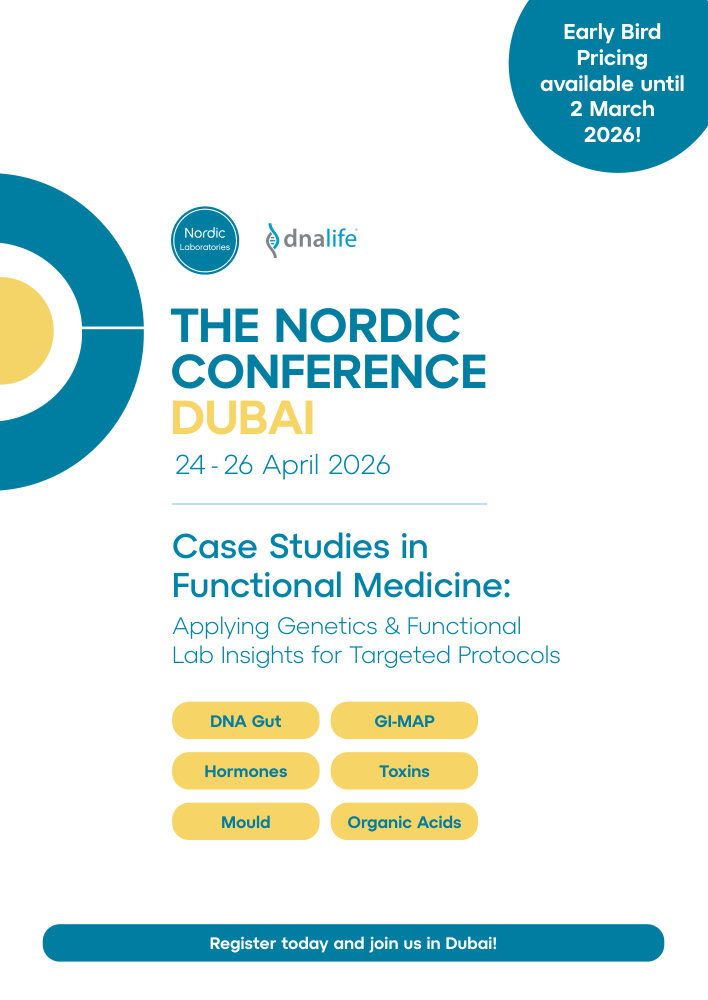 Early Bird
Pricing
available until
2 March
2026!
Nordic
Laboratories
dnalife
THE NORDIC
CONFERENCE
DUBAI
24 - 26 April 2026
Case Studies in
Functional Medicine:
Applying Genetics & Functional
Lab Insights for Targeted Protocols
DNA Gut
GI-MAP
Hormones
Toxins
Mould
Organic Acids
Register today and join us in Dubai!